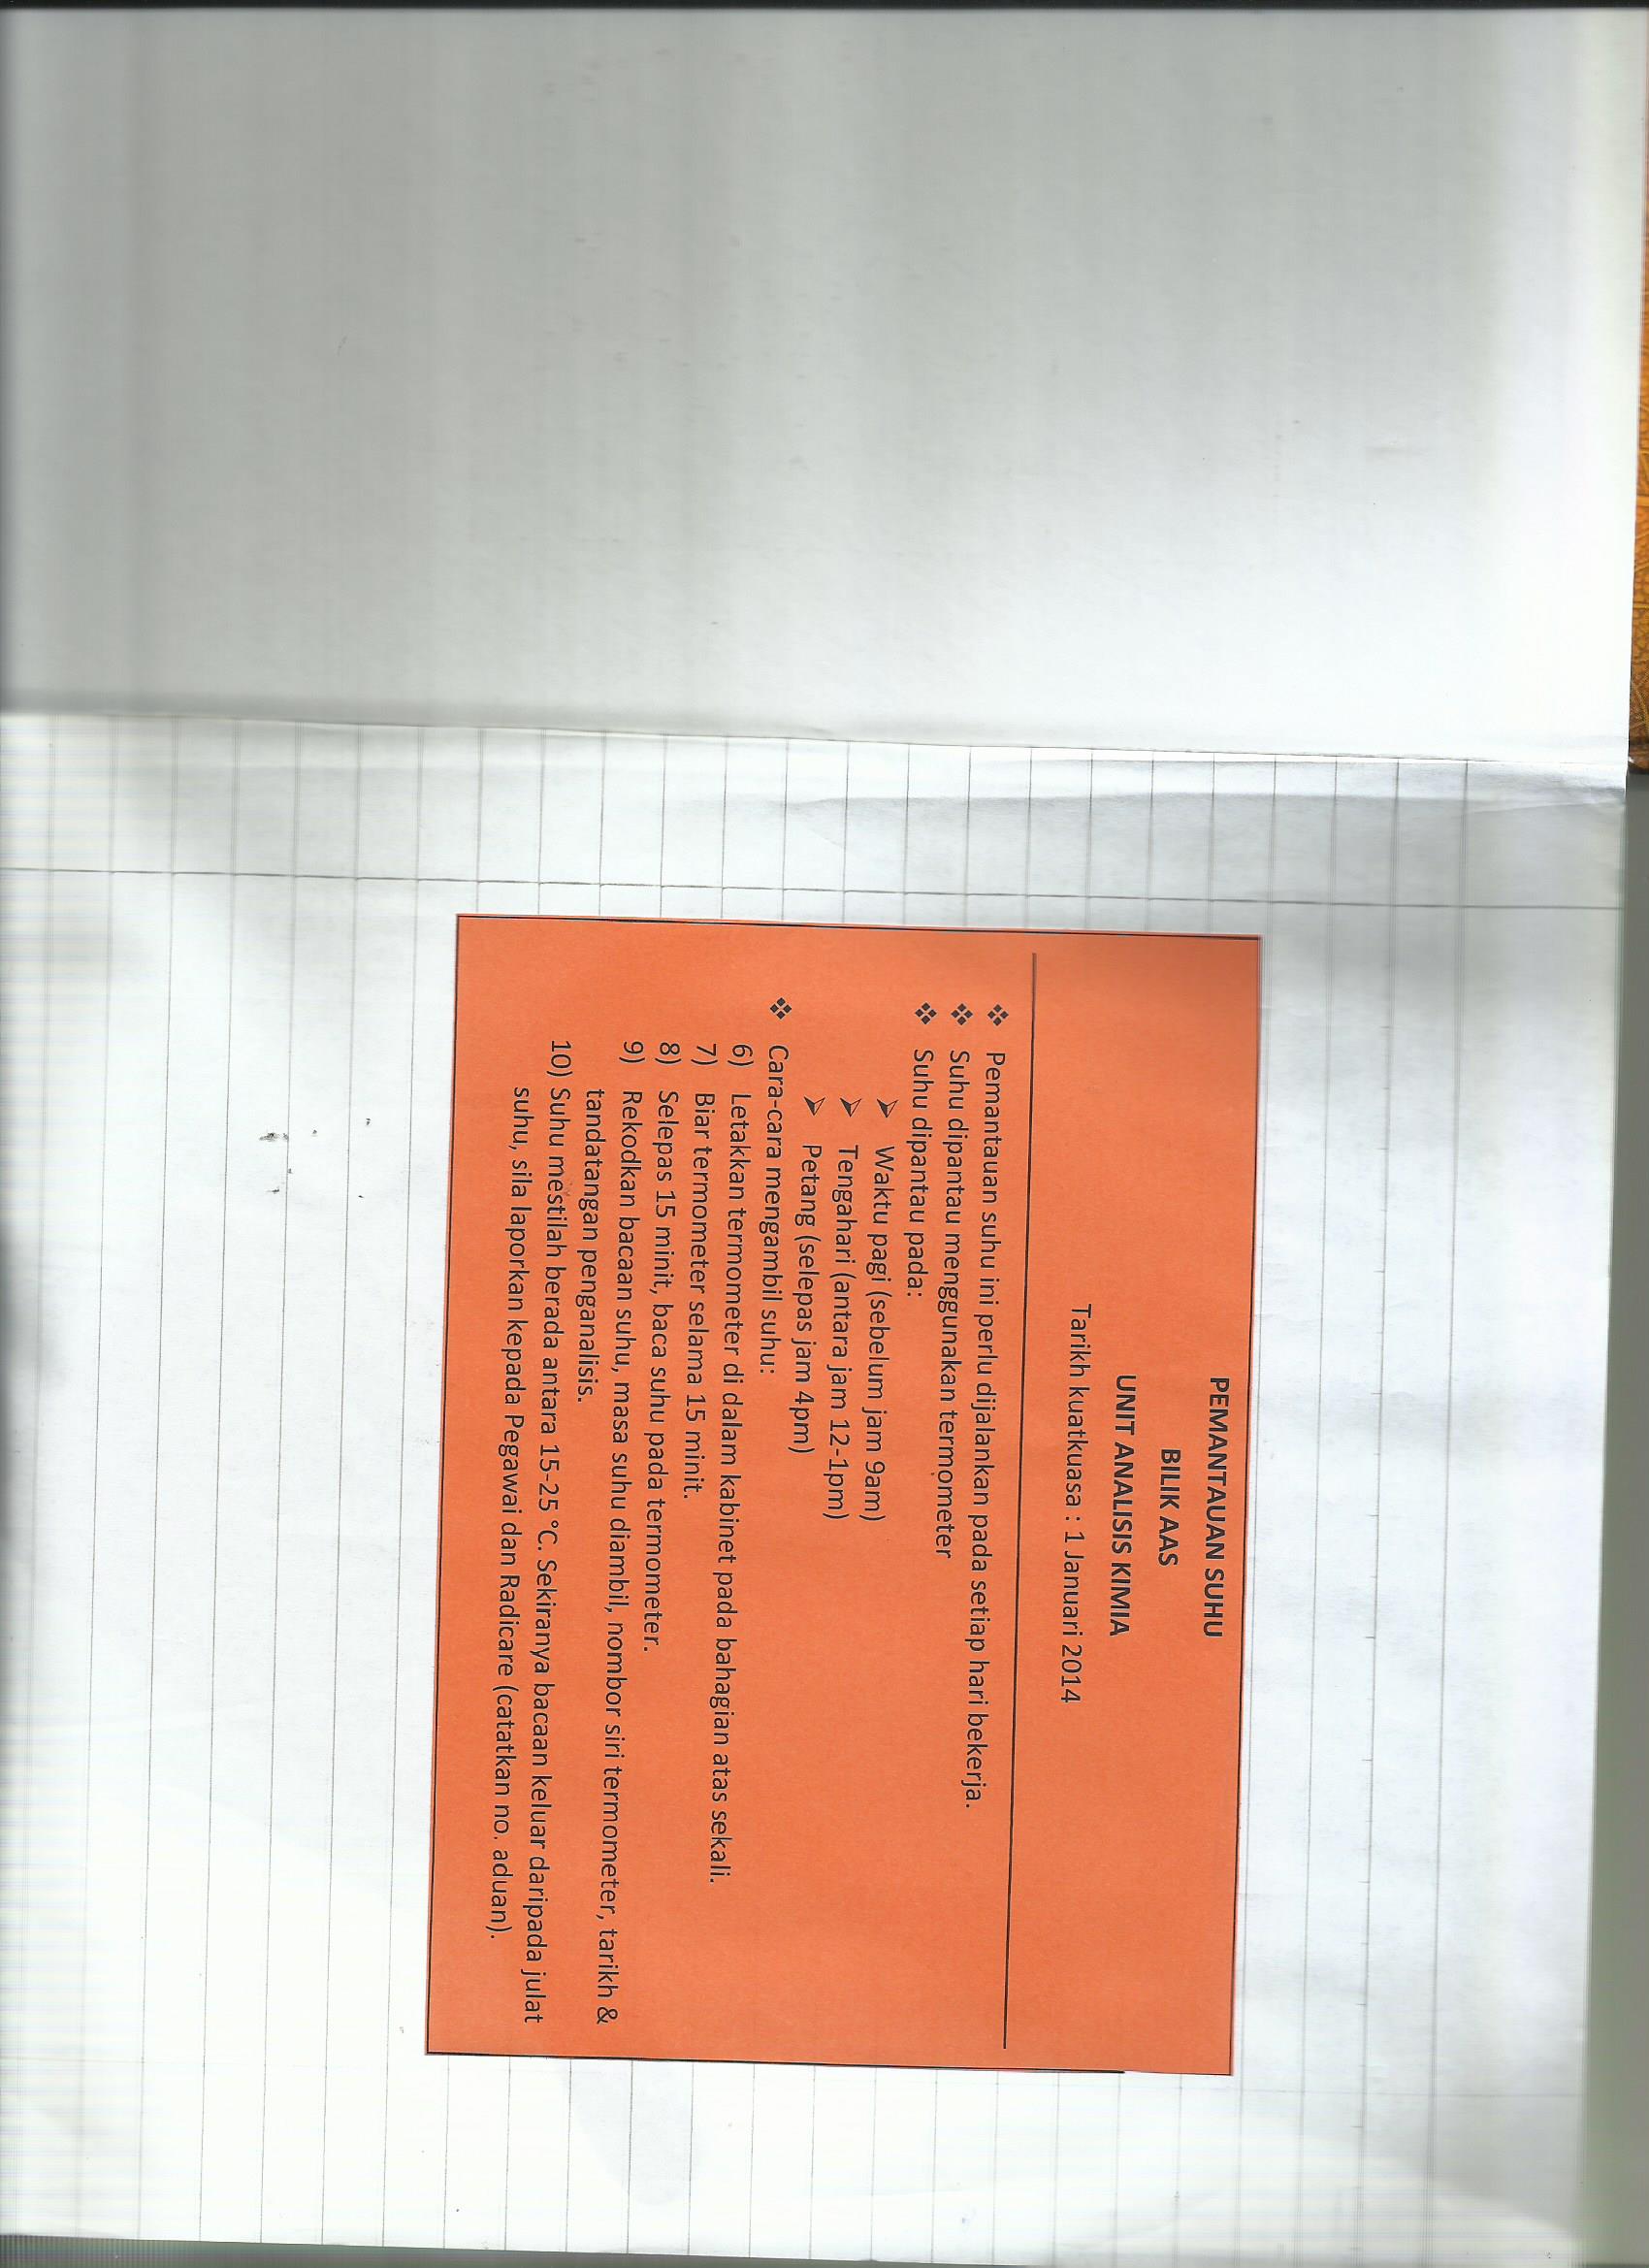 PEMANTAUAN SUHU
BILIK AAS
UNIT ANALISIS KIMIA
Tarikh kuatkuasa : 1 Januari 2014
❖ Pemantauan suhu ini perlu dijalankan pada setiap hari bekerja.
❖ Suhu dipantau menggunakan termometer
❖ Suhu dipantau pada:
➢ Waktu pagi (sebelum jam 9am)
➢ Tengahari (antara jam 12-1pm)
➢ Petang (selepas jam 4pm)
❖ Cara-cara mengambil suhu:
6) Letakkan termometer di dalam kabinet pada bahagian atas sekali.
7) Biar termometer selama 15 minit.
8) Selepas 15 minit, baca suhu pada termometer.
9) Rekodkan bacaan suhu, masa suhu diambil, nombor siri termometer, tarikh &
tandatangan penganalisis.
10) Suhu mestilah berada antara 15-25 °C. Sekiranya bacaan keluar daripada julat
suhu, sila laporkan kepada Pegawai dan Radicare (catatkan no. aduan).